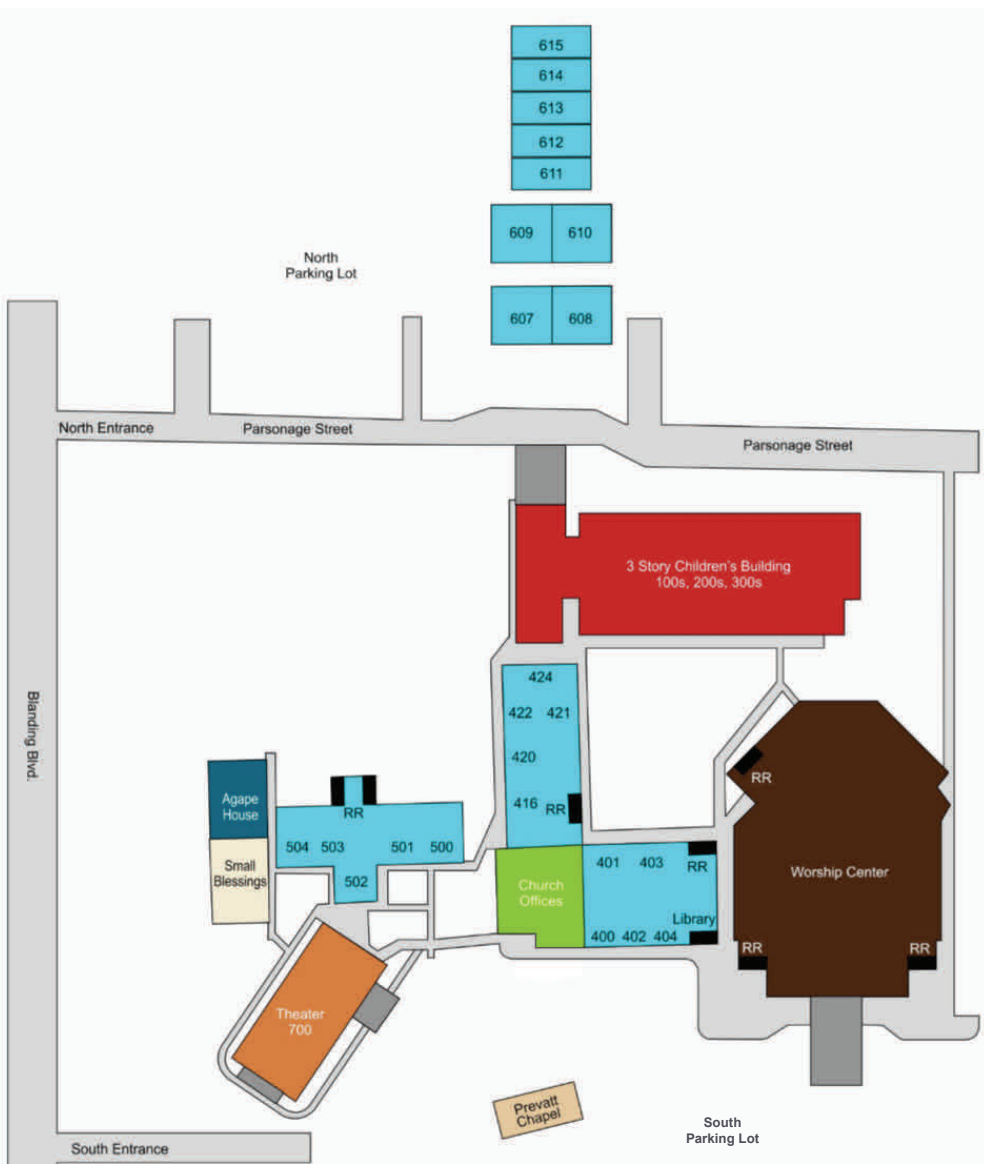 615
614
613
612
611
609 610
North
Parking Lot
607 608
North Entrance
Parsonage Street
Parsonage Street
3 Story Children's Building
100s, 200s, 300s
Blanding Blvd.
424
422 421
420
416 RR
RR
Agape
House
RR
504 503 501 500
Small
Blessings
502
Church
Offices
401 403
RR
Library
400 402 404
Worship Center
RR
RR
Theater
700
Prevatt
Chapel
South
Parking Lot
South Entrance